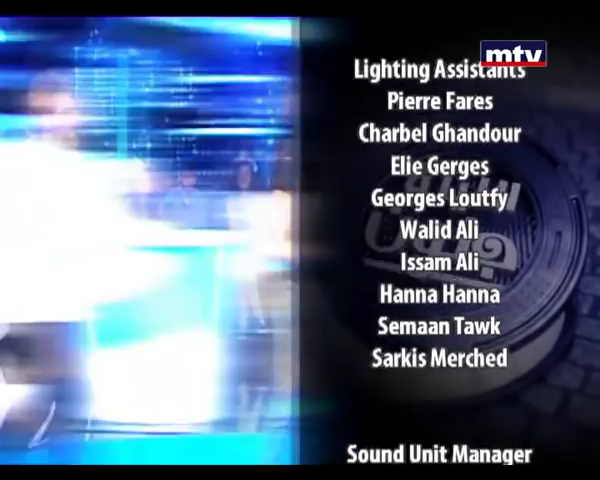 mtv
Lighting Assistants
Pierre Fares
Charbel Ghandour
Elie Gerges
Georges Loutfy
Walid Ali
Issam Ali
Hanna Hanna
Semaan Tawk
Sarkis Merched
Sound Unit Manager